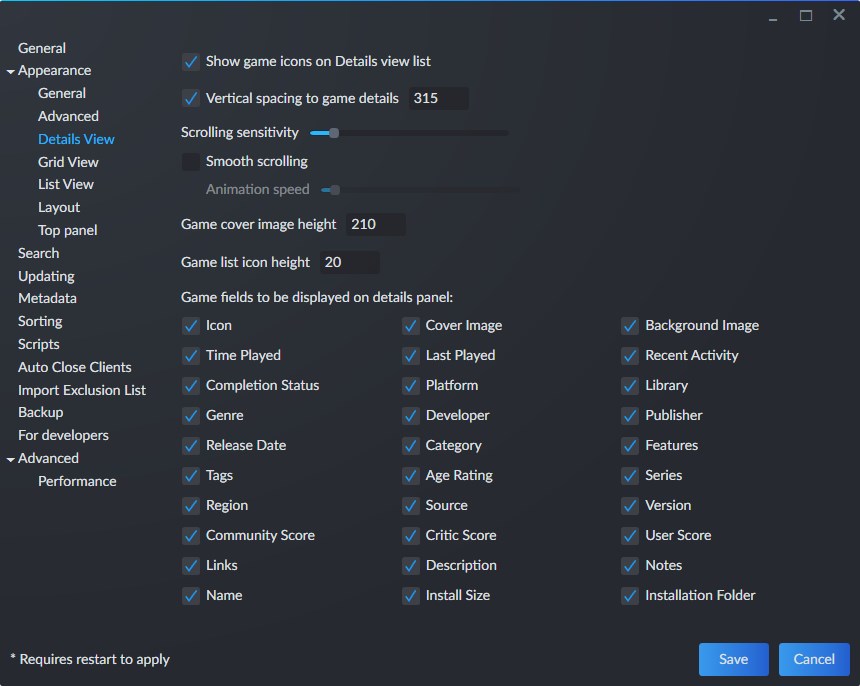 General
Appearance
General
Advanced
Details View
Grid View
List View
Layout
Top panel
Search
Updating
Metadata
Sorting
Scripts
Auto Close Clients
Import Exclusion List
Backup
For developers
Advanced
Performance
Show game icons on Details view list
Vertical spacing to game details 315
Scrolling sensitivity
Smooth scrolling
Animation speed
Game cover image height 210
Game list icon height 20
Game fields to be displayed on details panel:
Icon Cover Image Background Image
Time Played Last Played Recent Activity
Completion Status Platform Library
Genre Developer Publisher
Release Date Category Features
Tags Age Rating Series
Region Source Version
Community Score Critic Score User Score
Links Description Notes
Name Install Size Installation Folder
* Requires restart to apply
Save Cancel